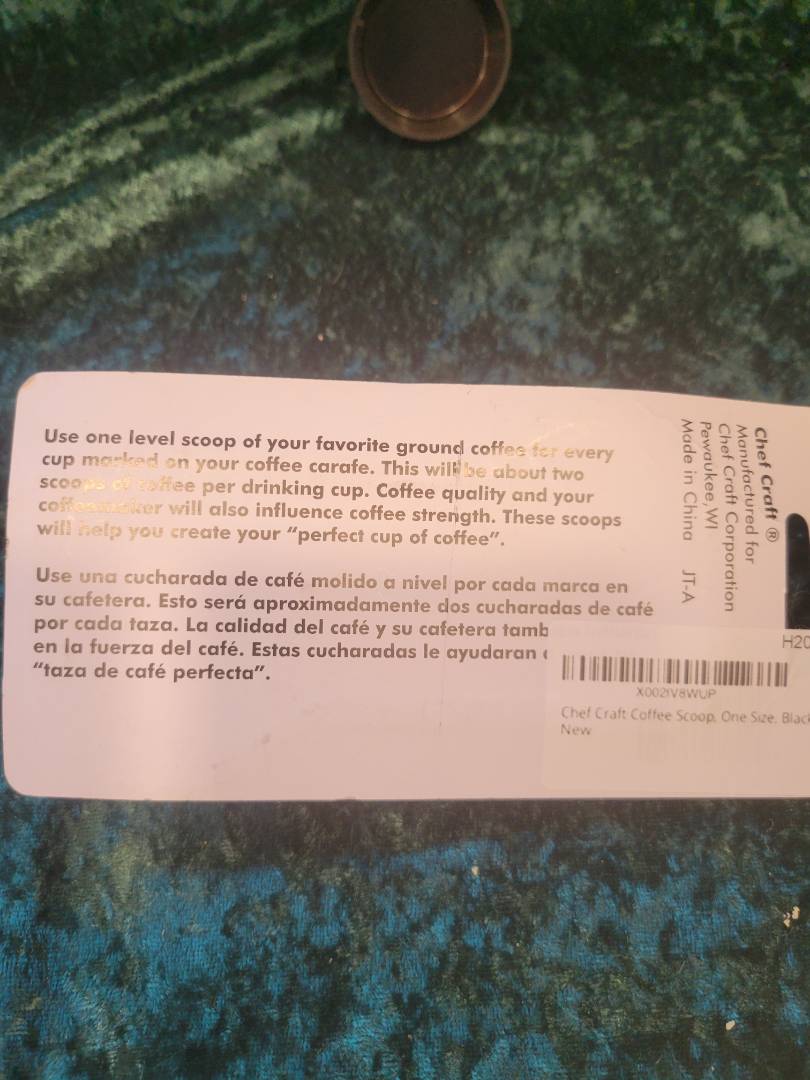 Use one level scoop of your favorite ground coffee for every
cup marked on your coffee carafe. This will be about two
scoops of coffee per drinking cup. Coffee quality and your
coffeemaker will also influence coffee strength. These scoops
will help you create your “perfect cup of coffee”.
Use una cucharada de café molido a nivel por cada marca en
su cafetera. Esto será aproximadamente dos cucharadas de café
por cada taza. La calidad del café y su cafetera tamb
en la fuerza del café. Estas cucharadas le ayudaran
“taza de café perfecta”.
Chef Craft ®
Manufactured for
Chef Craft Corporation
Pewaukee, WI
Made in China JT-A
H20
X002IV8WUP
Chef Craft Coffee Scoop, One Size, Black
New